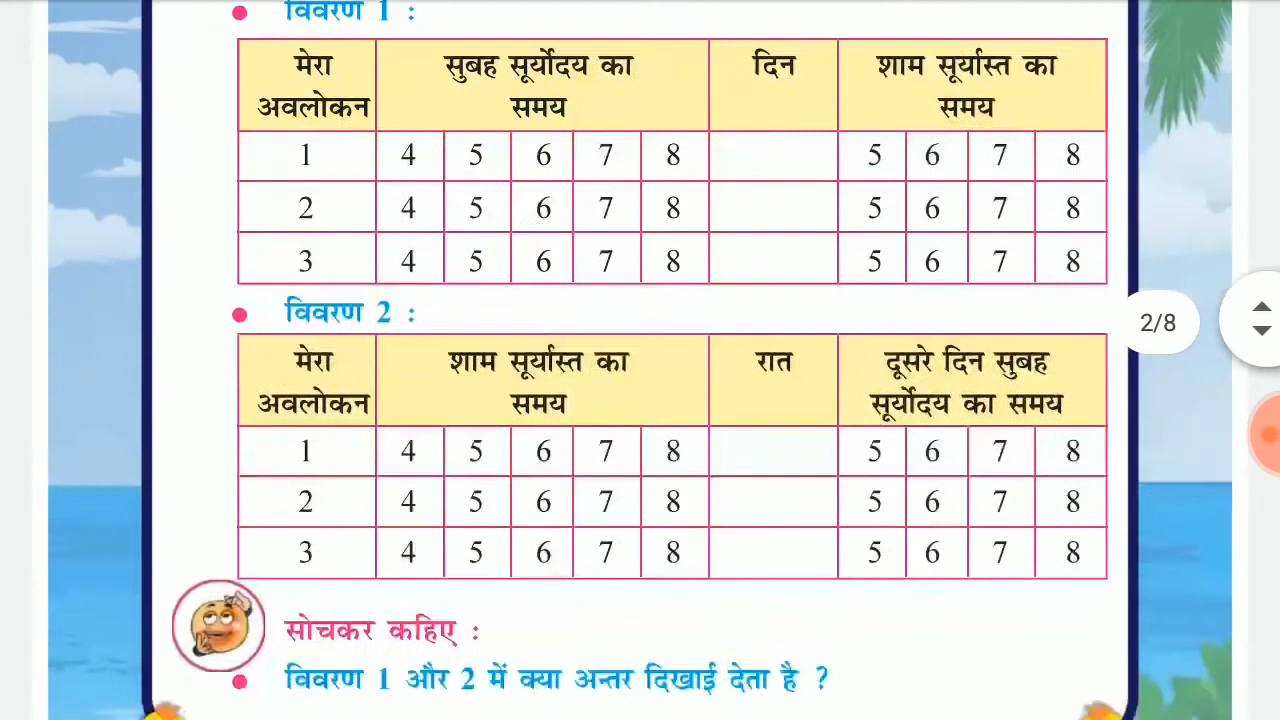 विवरण 1 :
मेरा अवलोकन सुबह सूर्योदय का समय दिन शाम सूर्यास्त का समय
1 4 5 6 7 8 5 6 7 8
2 4 5 6 7 8 5 6 7 8
3 4 5 6 7 8 5 6 7 8
विवरण 2 :
मेरा अवलोकन शाम सूर्यास्त का समय रात दूसरे दिन सुबह सूर्योदय का समय
1 4 5 6 7 8 5 6 7 8
2 4 5 6 7 8 5 6 7 8
3 4 5 6 7 8 5 6 7 8
2/8
सोचकर कहिए :
विवरण 1 और 2 में क्या अन्तर दिखाई देता है ?